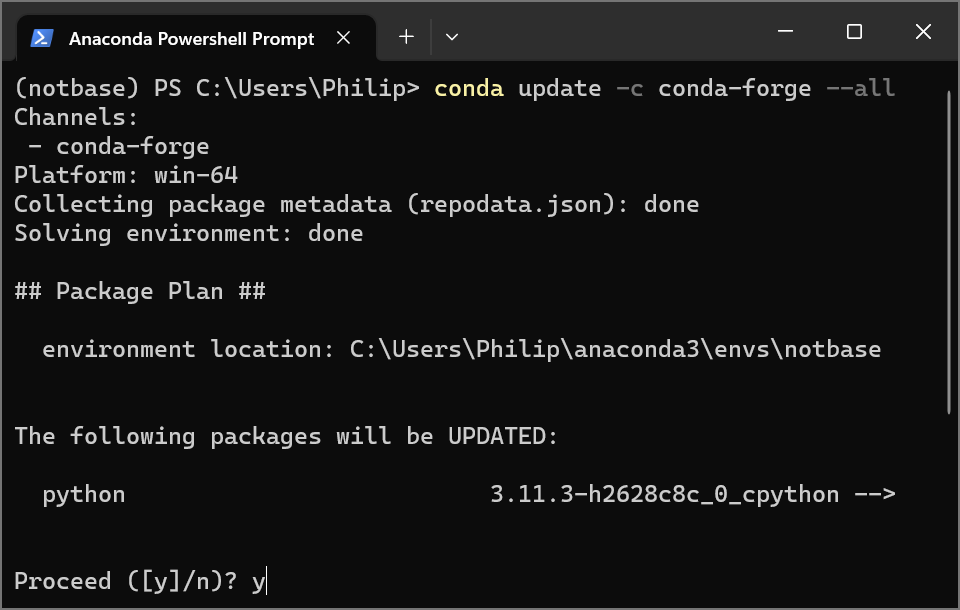 Anaconda Powershell Prompt
(notbase) PS C:\Users\Philip> conda update -c conda-forge --all
Channels:
 - conda-forge
Platform: win-64
Collecting package metadata (repodata.json): done
Solving environment: done
## Package Plan ##
  environment location: C:\Users\Philip\anaconda3\envs\notbase
The following packages will be UPDATED:
  python                          3.11.3-h2628c8c_0_cpython -->
Proceed ([y]/n)? y